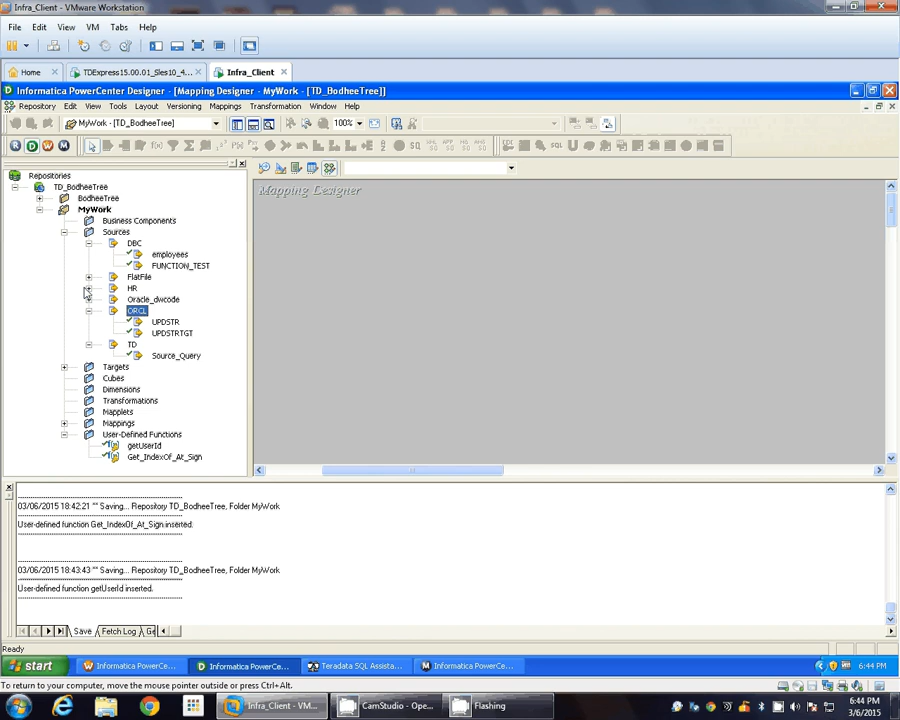 Infra_Client - VMware Workstation
File Edit View VM Tabs Help
Home TDExpress15.00.01_Sles10_4... Infra_Client
Informatica PowerCenter Designer - [Mapping Designer - MyWork - [TD_BodheeTree]]
Repository Edit View Tools Layout Versioning Mappings Transformation Window Help
MyWork - [TD_BodheeTree] 100%
Repositories
TD_BodheeTree
BodheeTree
MyWork
Business Components
Sources
DBC
employees
FUNCTION_TEST
FlatFile
HR
Oracle_dwcode
ORCL
UPDSTR
UPDSTRTGT
TD
Source_Query
Targets
Cubes
Dimensions
Transformations
Mapplets
Mappings
User-Defined Functions
getUserId
Get_IndexOf_At_Sign
Mapping Designer
03/06/2015 18:42:21 ** Saving... Repository TD_BodheeTree, Folder MyWork
User-defined function Get_IndexOf_At_Sign inserted.
03/06/2015 18:43:43 ** Saving... Repository TD_BodheeTree, Folder MyWork
User-defined function getUserId inserted.
Save Fetch Log Ge
Ready
start Informatica PowerCe... Informatica PowerCe... Teradata SQL Assista... Informatica PowerCe... 6:44 PM
To return to your computer, move the mouse pointer outside or press Ctrl+Alt.
Infra_Client - VM... CamStudio - Ope... Flashing 6:44 PM
3/6/2015